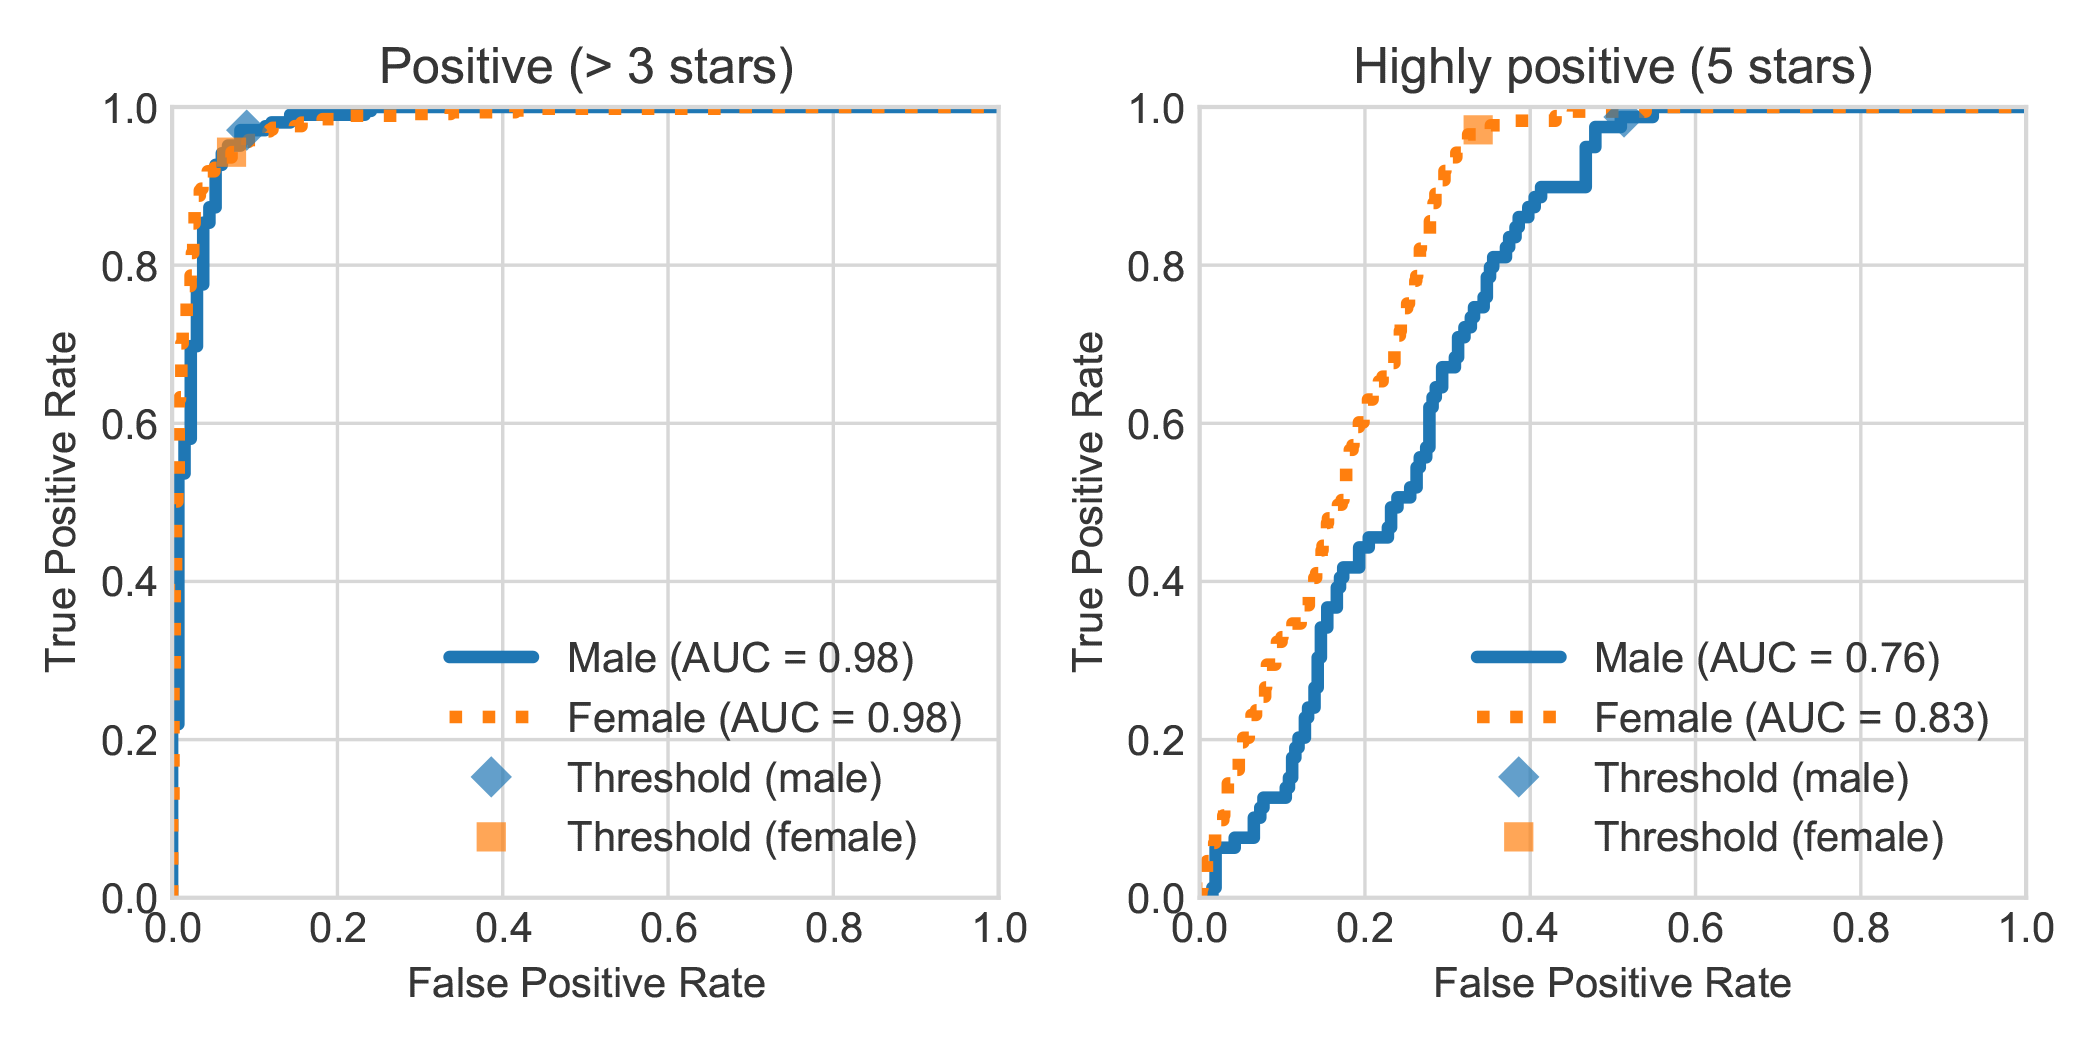 Positive (> 3 stars)
1.0
0.8
0.6
0.4
0.2
0.0
True Positive Rate
0.0 0.2 0.4 0.6 0.8 1.0
False Positive Rate
Male (AUC = 0.98)
Female (AUC = 0.98)
Threshold (male)
Threshold (female)
Highly positive (5 stars)
1.0
0.8
0.6
0.4
0.2
0.0
True Positive Rate
0.0 0.2 0.4 0.6 0.8 1.0
False Positive Rate
Male (AUC = 0.76)
Female (AUC = 0.83)
Threshold (male)
Threshold (female)